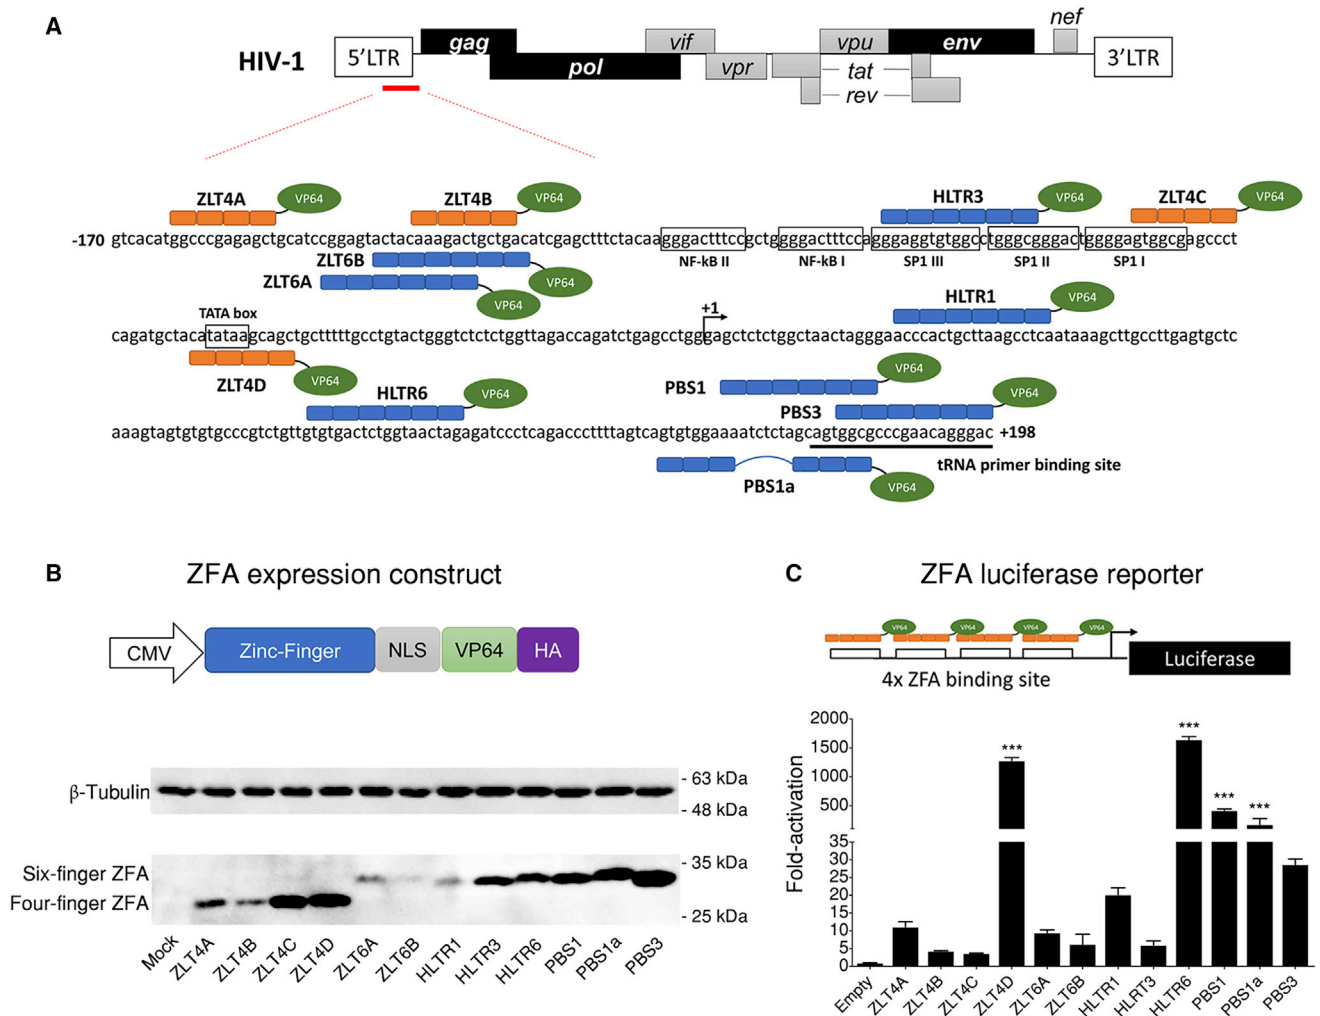 A
HIV-1
5'LTR
gag
pol
vif
vpr
vpu
env
tat
rev
nef
3'LTR
ZLT4A
VP64
ZLT4B
VP64
HLTR3
VP64
ZLT4C
VP64
-170 gtcacatggcccgagagctgcatccggagtactacaaagactgctgacatcgagctttctacaagggactttccgctggggactttccagggaggtgtggcctgggcgggactggggagtggcgagccct
ZLT6B
NF-kB II
NF-kB I
SP1 III
SP1 II
SP1 I
VP64
ZLT6A
VP64
TATA box
+1
HLTR1
VP64
cagatgctacatataagcagctgctttttgcctgtactgggtctctctggttagaccagatctgagcctgggagctctctggctaactagggaacccactgcttaagcctcaataaagcttgccttgagtgctc
ZLT4D
VP64
HLTR6
VP64
PBS1
VP64
PBS3
VP64
aaagtagtgtgtgcccgtctgttgtgtgactctggtaactagagatccctcagacccttttagtcagtgtggaaaatctctagcagtggcgcccgaacagggac +198
PBS1a
VP64
tRNA primer binding site
B
ZFA expression construct
CMV
Zinc-Finger
NLS
VP64
HA
β-Tubulin
- 63 kDa
- 48 kDa
Six-finger ZFA
Four-finger ZFA
- 35 kDa
- 25 kDa
Mock
ZLT4A
ZLT4B
ZLT4C
ZLT4D
ZLT6A
ZLT6B
HLTR1
HLTR3
HLTR6
PBS1
PBS1a
PBS3
C
ZFA luciferase reporter
VP64
VP64
VP64
VP64
4x ZFA binding site
Luciferase
Fold-activation
2000
1500
1000
500
35
30
25
20
15
10
5
0
***
***
***
***
Empty
ZLT4A
ZLT4B
ZLT4C
ZLT4D
ZLT6A
ZLT6B
HLTR1
HLRT3
HLTR6
PBS1
PBS1a
PBS3